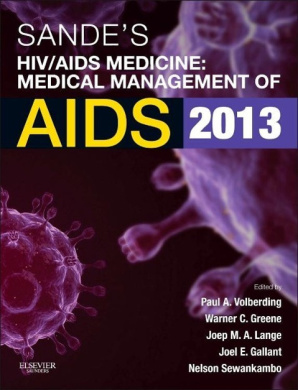 SANDE'S
HIV/AIDS MEDICINE:
MEDICAL MANAGEMENT OF
AIDS 2013
Edited by
Paul A. Volberding
Warner C. Greene
Joep M. A. Lange
Joel E. Gallant
Nelson Sewankambo
ELSEVIER
SAUNDERS